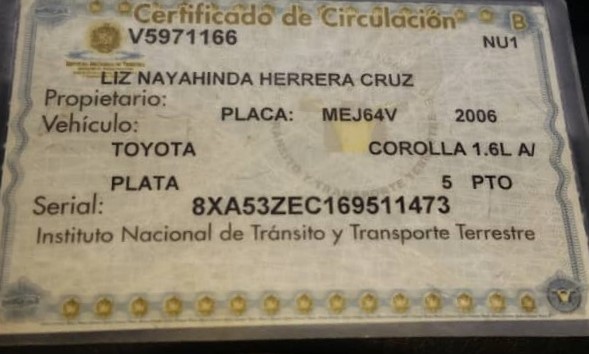 Certificado de Circulación B
V5971166 NU1
LIZ NAYAHINDA HERRERA CRUZ
Propietario:
Vehículo: PLACA: MEJ64V 2006
TOYOTA COROLLA 1.6L A/
PLATA 5 PTO
Serial: 8XA53ZEC169511473
Instituto Nacional de Tránsito y Transporte Terrestre